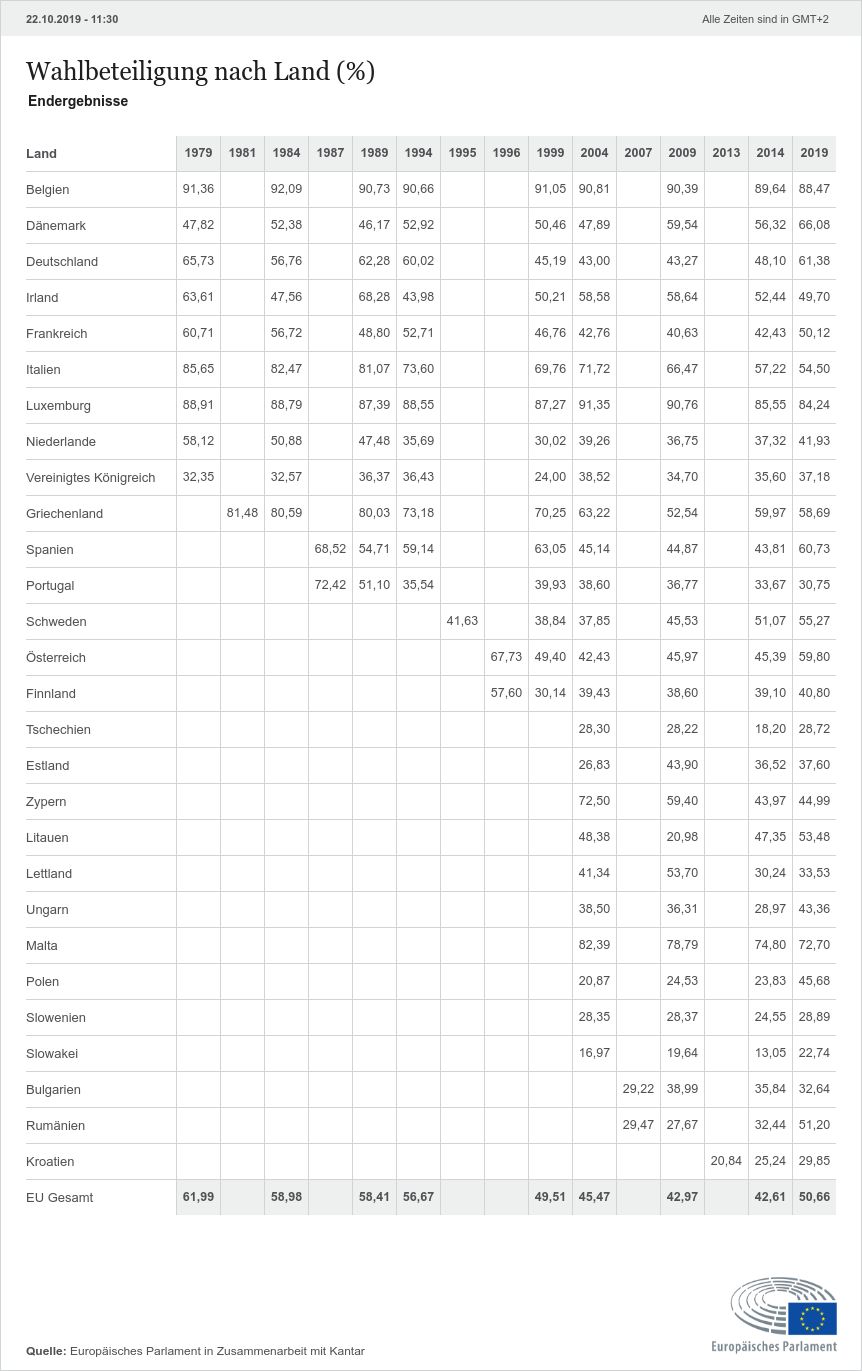 22.10.2019 - 11:30 Alle Zeiten sind in GMT+2
Wahlbeteiligung nach Land (%)
Endergebnisse
Land 1979 1981 1984 1987 1989 1994 1995 1996 1999 2004 2007 2009 2013 2014 2019
Belgien 91,36 92,09 90,73 90,66 91,05 90,81 90,39 89,64 88,47
Dänemark 47,82 52,38 46,17 52,92 50,46 47,89 59,54 56,32 66,08
Deutschland 65,73 56,76 62,28 60,02 45,19 43,00 43,27 48,10 61,38
Irland 63,61 47,56 68,28 43,98 50,21 58,58 58,64 52,44 49,70
Frankreich 60,71 56,72 48,80 52,71 46,76 42,76 40,63 42,43 50,12
Italien 85,65 82,47 81,07 73,60 69,76 71,72 66,47 57,22 54,50
Luxemburg 88,91 88,79 87,39 88,55 87,27 91,35 90,76 85,55 84,24
Niederlande 58,12 50,88 47,48 35,69 30,02 39,26 36,75 37,32 41,93
Vereinigtes Königreich 32,35 32,57 36,37 36,43 24,00 38,52 34,70 35,60 37,18
Griechenland 81,48 80,59 80,03 73,18 70,25 63,22 52,54 59,97 58,69
Spanien 68,52 54,71 59,14 63,05 45,14 44,87 43,81 60,73
Portugal 72,42 51,10 35,54 39,93 38,60 36,77 33,67 30,75
Schweden 41,63 38,84 37,85 45,53 51,07 55,27
Österreich 67,73 49,40 42,43 45,97 45,39 59,80
Finnland 57,60 30,14 39,43 38,60 39,10 40,80
Tschechien 28,30 28,22 18,20 28,72
Estland 26,83 43,90 36,52 37,60
Zypern 72,50 59,40 43,97 44,99
Litauen 48,38 20,98 47,35 53,48
Lettland 41,34 53,70 30,24 33,53
Ungarn 38,50 36,31 28,97 43,36
Malta 82,39 78,79 74,80 72,70
Polen 20,87 24,53 23,83 45,68
Slowenien 28,35 28,37 24,55 28,89
Slowakei 16,97 19,64 13,05 22,74
Bulgarien 29,22 38,99 35,84 32,64
Rumänien 29,47 27,67 32,44 51,20
Kroatien 20,84 25,24 29,85
EU Gesamt 61,99 58,98 58,41 56,67 49,51 45,47 42,97 42,61 50,66
Europäisches Parlament
Quelle: Europäisches Parlament in Zusammenarbeit mit Kantar